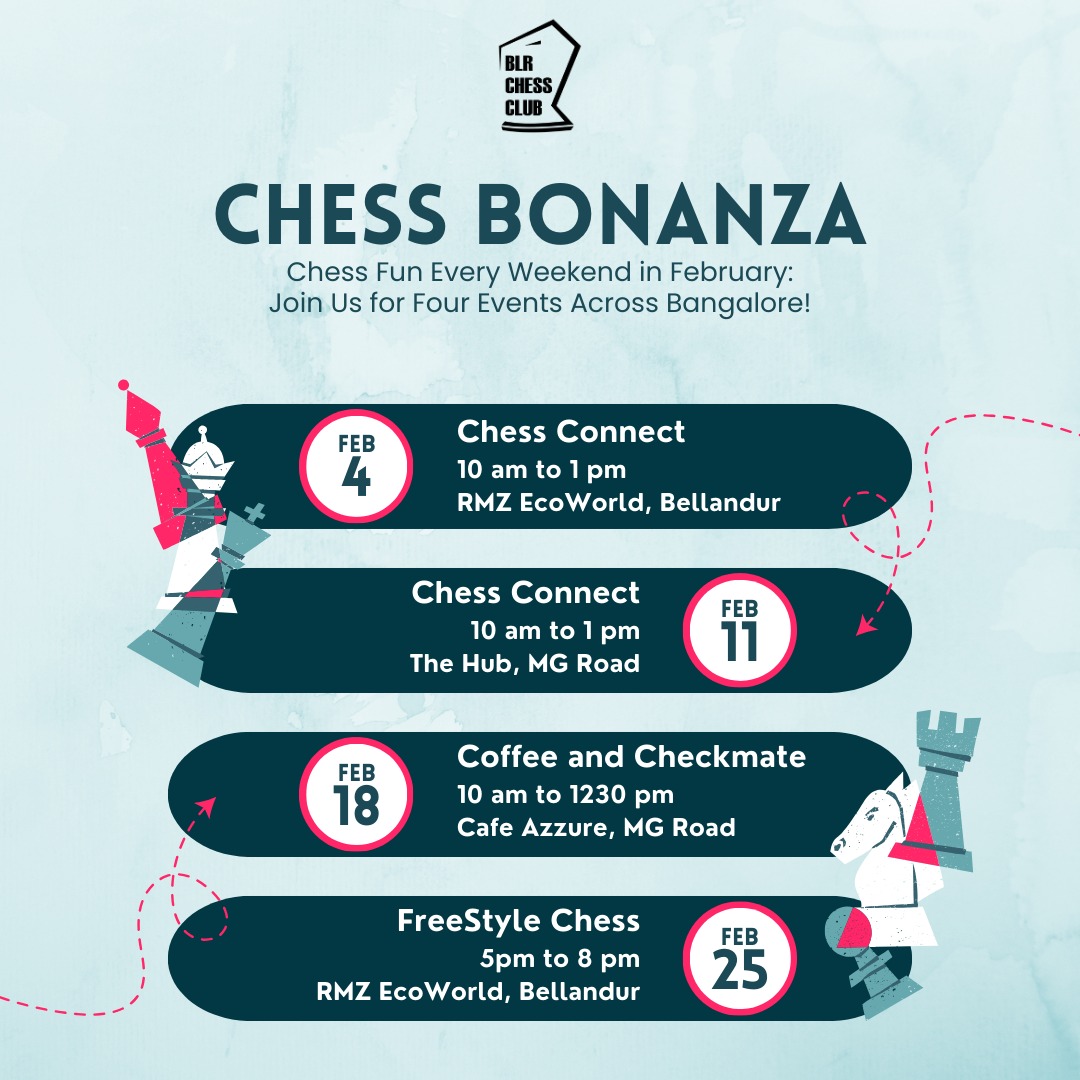 BLR
CHESS
CLUB
CHESS BONANZA
Chess Fun Every Weekend in February:
Join Us for Four Events Across Bangalore!
FEB
4
Chess Connect
10 am to 1 pm
RMZ EcoWorld, Bellandur
Chess Connect
10 am to 1 pm
The Hub, MG Road
FEB
11
FEB
18
Coffee and Checkmate
10 am to 1230 pm
Cafe Azzure, MG Road
FreeStyle Chess
5pm to 8 pm
RMZ EcoWorld, Bellandur
FEB
25